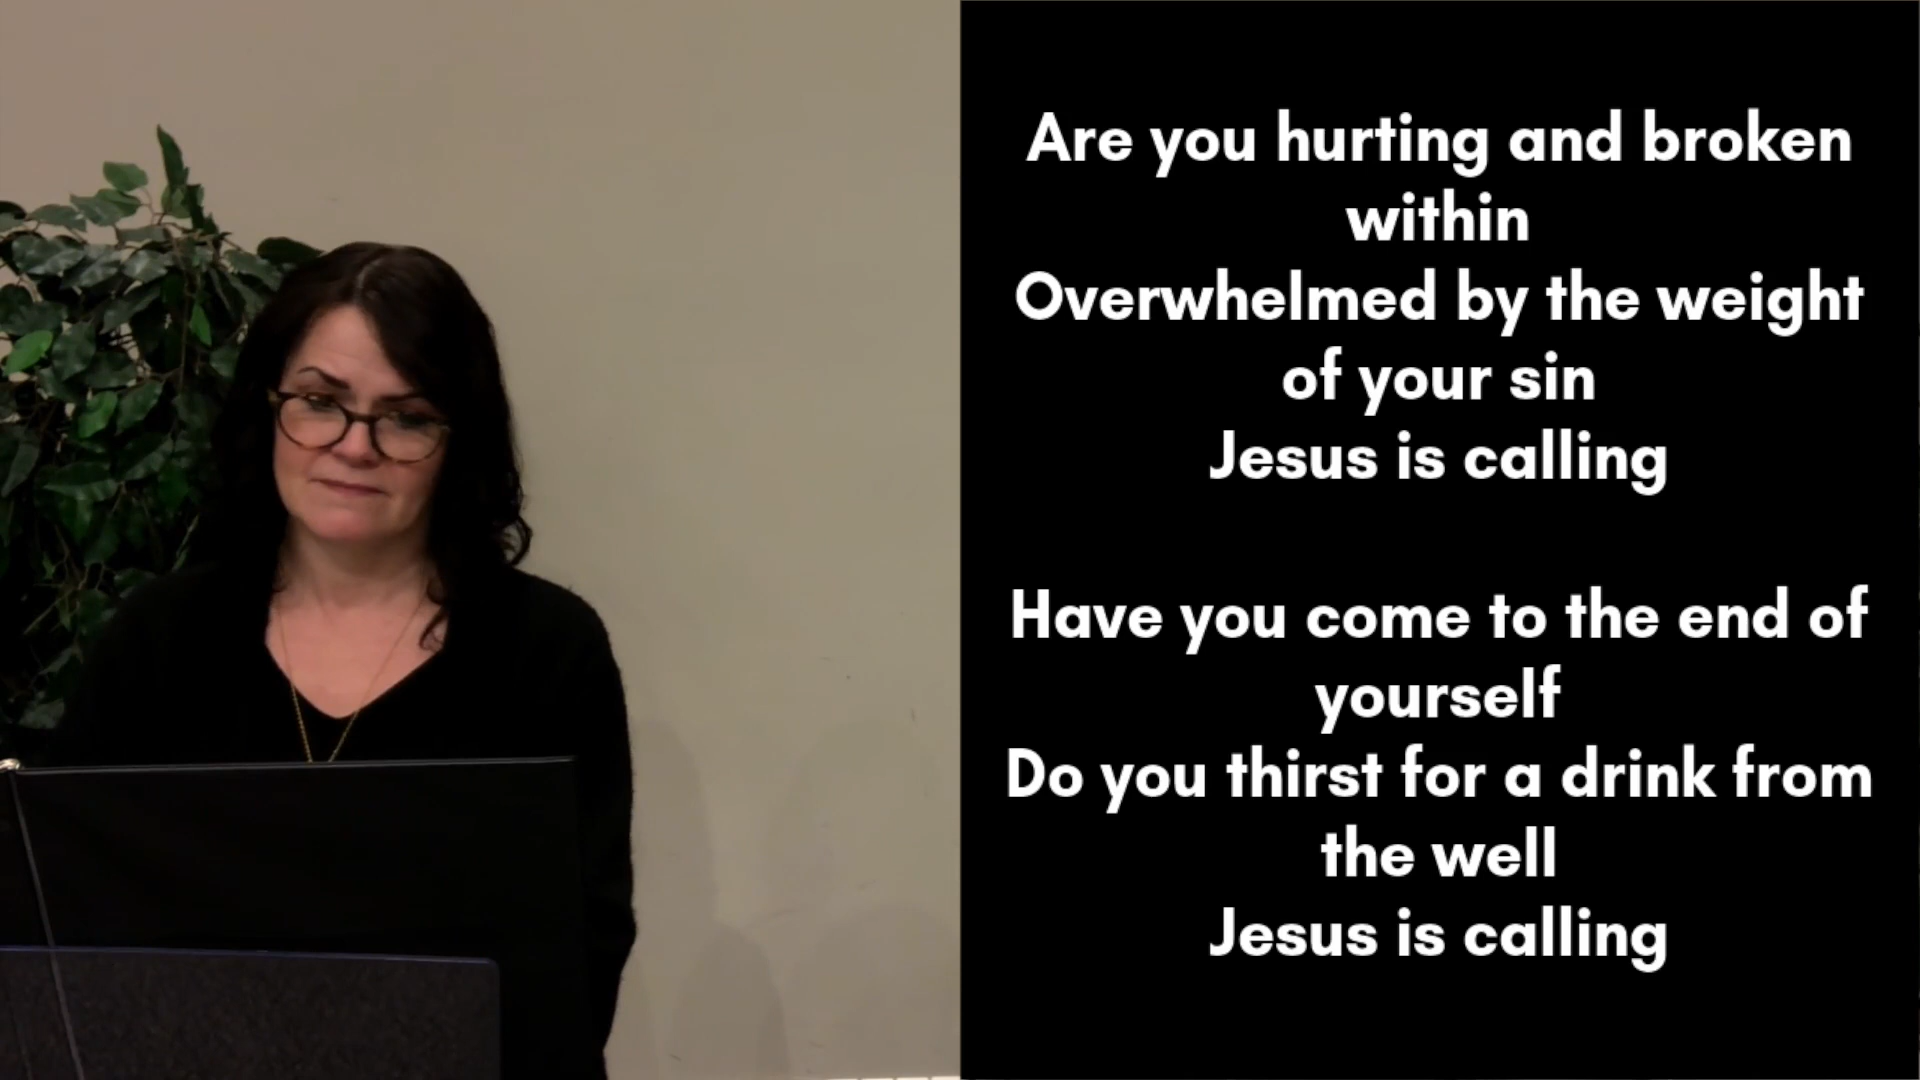 Are you hurting and broken
within
Overwhelmed by the weight
of your sin
Jesus is calling
Have you come to the end of
yourself
Do you thirst for a drink from
the well
Jesus is calling